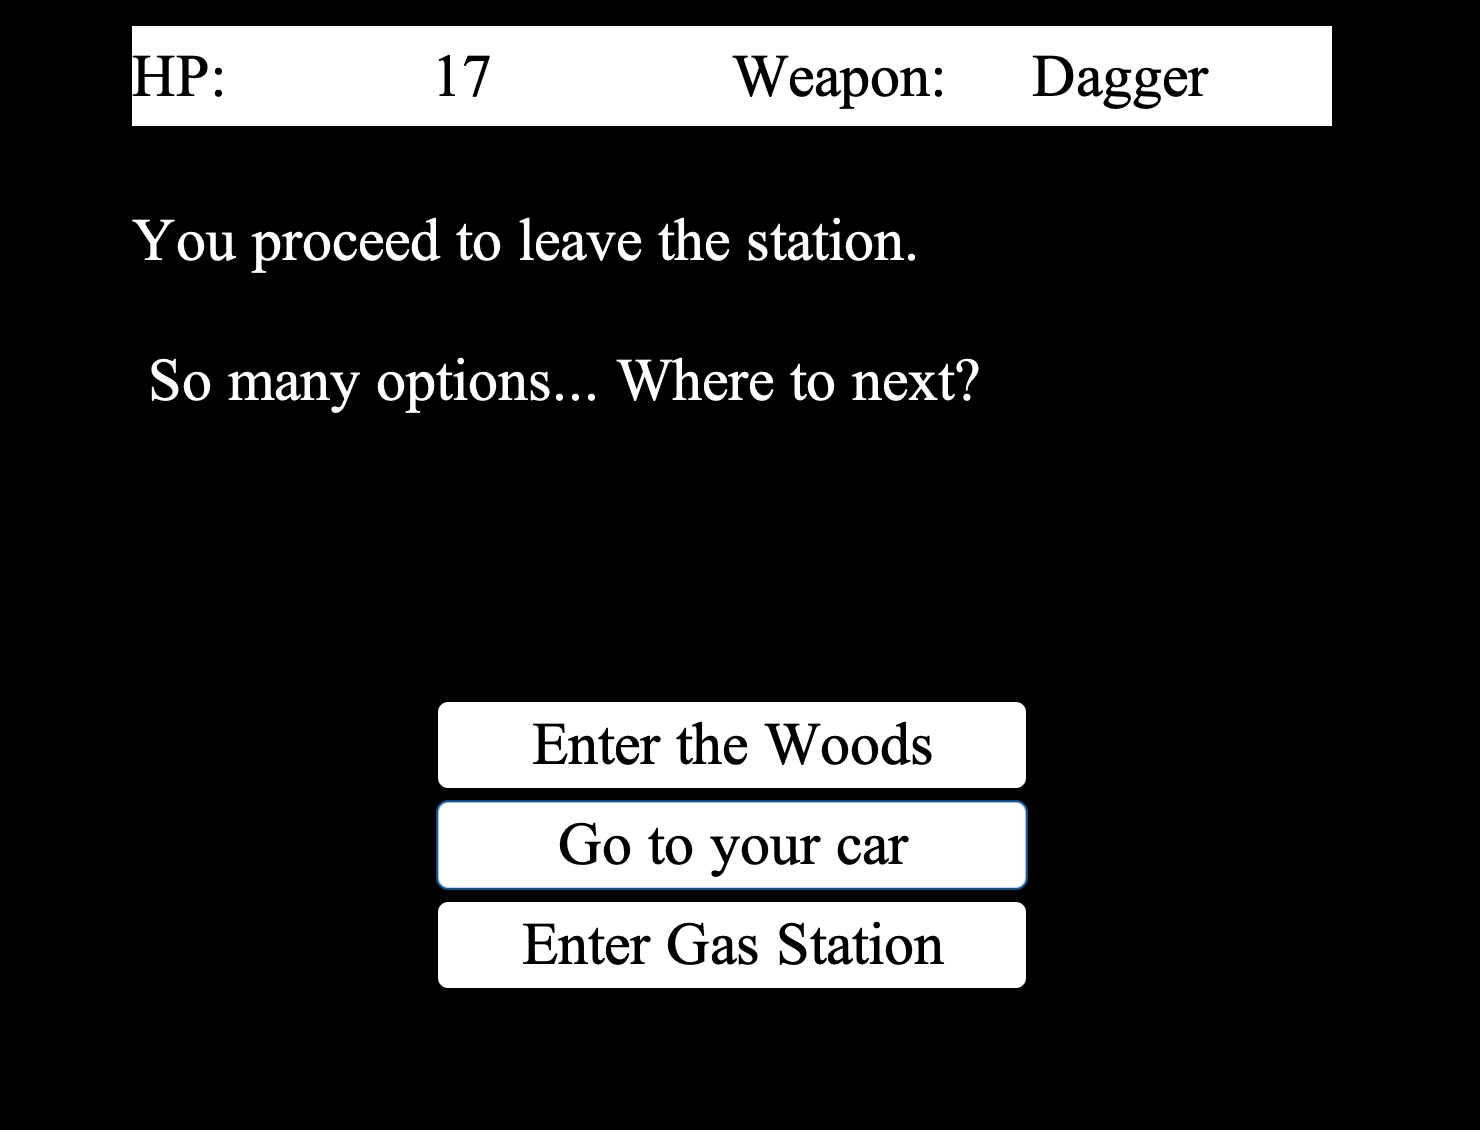 HP: 17 Weapon: Dagger
You proceed to leave the station.
So many options... Where to next?
Enter the Woods
Go to your car
Enter Gas Station